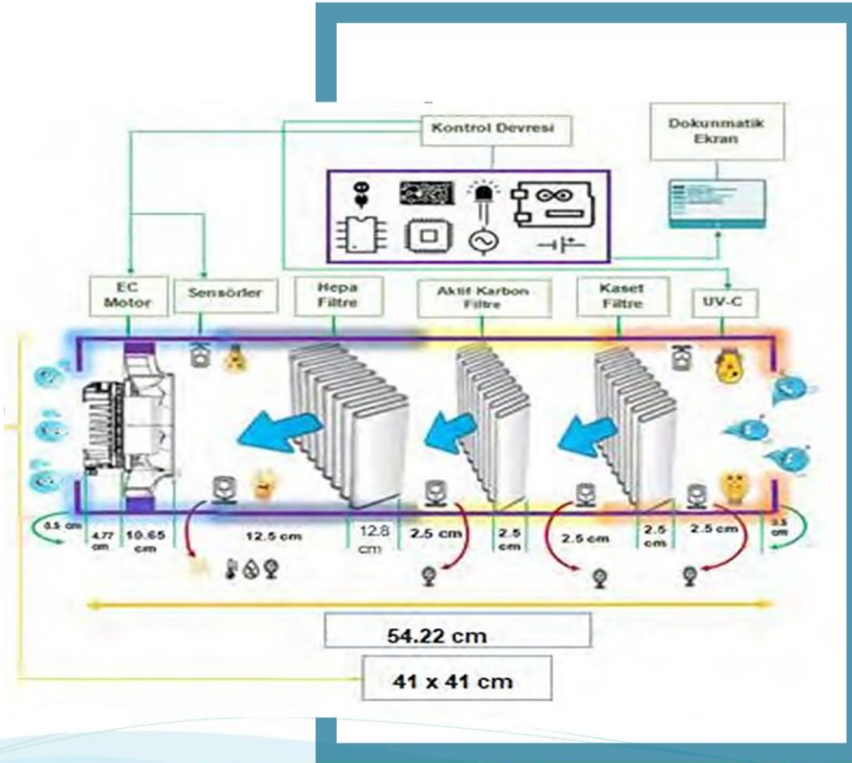 Kontrol Devresi
Dokunmatik
Ekran
EC
Motor
Sensörler
Hepa
Filtre
Aktif Karbon
Filtre
Kaset
Filtre
UV-C
0.5 cm
4.77
cm
10.65
cm
12.5 cm
12.8
cm
2.5 cm
2.5
cm
2.5 cm
2.5
cm
2.5 cm
cm
54.22 cm
41 x 41 cm